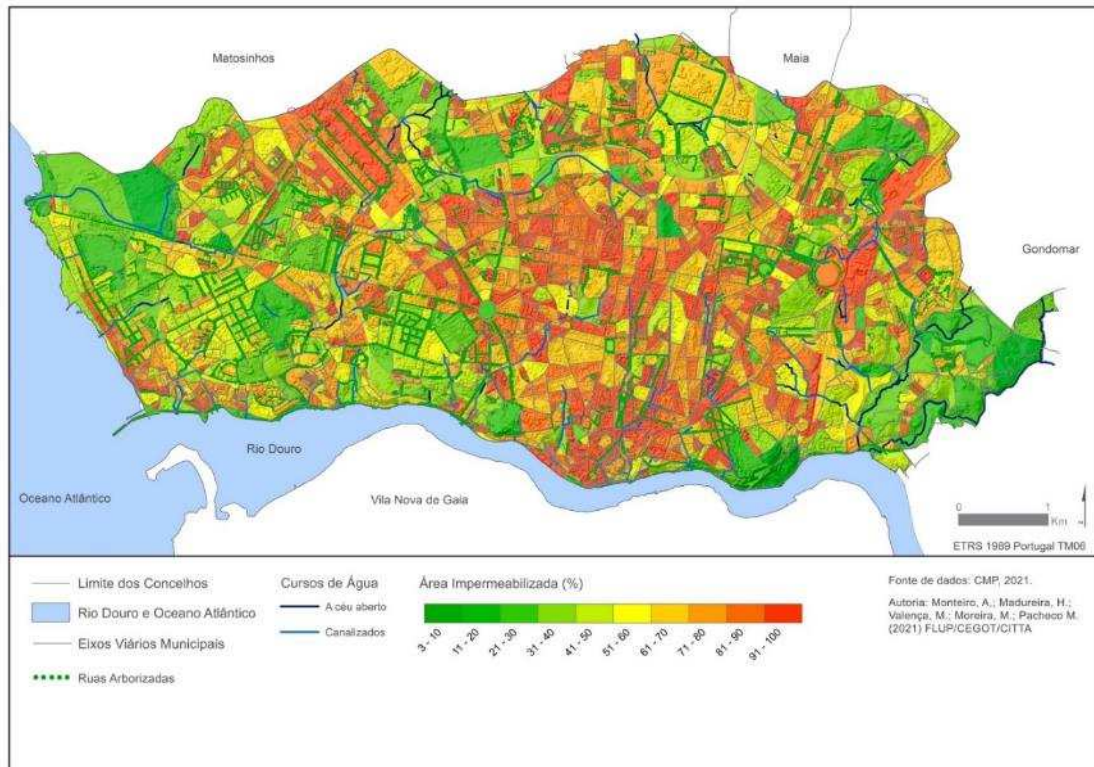 Matosinhos
Maia
Gondomar
Rio Douro
Oceano Atlântico
Vila Nova de Gaia
0 1
Km
N
ETRS 1989 Portugal TM06
Limite dos Concelhos
Rio Douro e Oceano Atlântico
Eixos Viários Municipais
Ruas Arborizadas
Cursos de Água
A céu aberto
Canalizados
Área Impermeabilizada (%)
3 - 10
11 - 20
21 - 30
31 - 40
41 - 50
51 - 60
61 - 70
71 - 80
81 - 90
91 - 100
Fonte de dados: CMP, 2021.
Autoria: Monteiro, A.; Madureira, H.;
Valença, M.; Moreira, M.; Pacheco M.
(2021) FLUP/CEGOT/CITTA